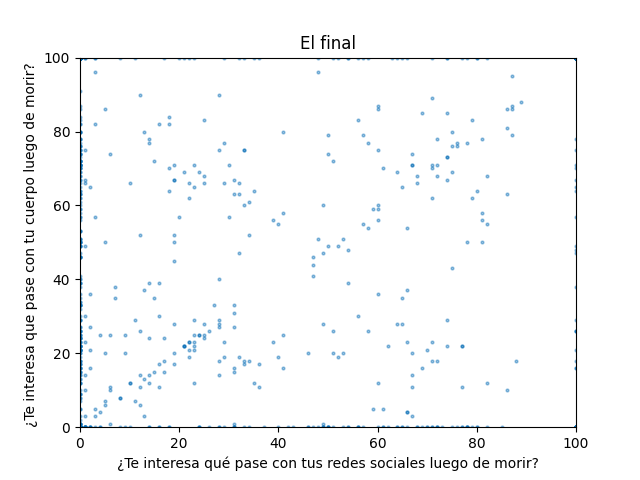 El final
100
80
60
40
20
0
¿Te interesa que pase con tu cuerpo luego de morir?
0 20 40 60 80 100
¿Te interesa qué pase con tus redes sociales luego de morir?